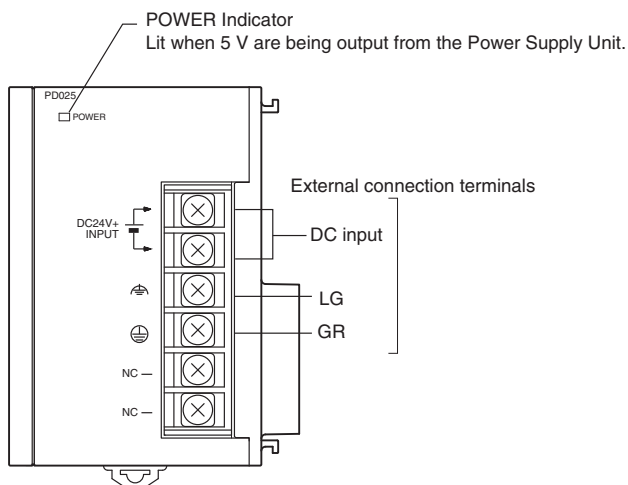 POWER Indicator
Lit when 5 V are being output from the Power Supply Unit.
PD025
POWER
External connection terminals
DC24V+
INPUT
DC input
LG
GR
NC
NC